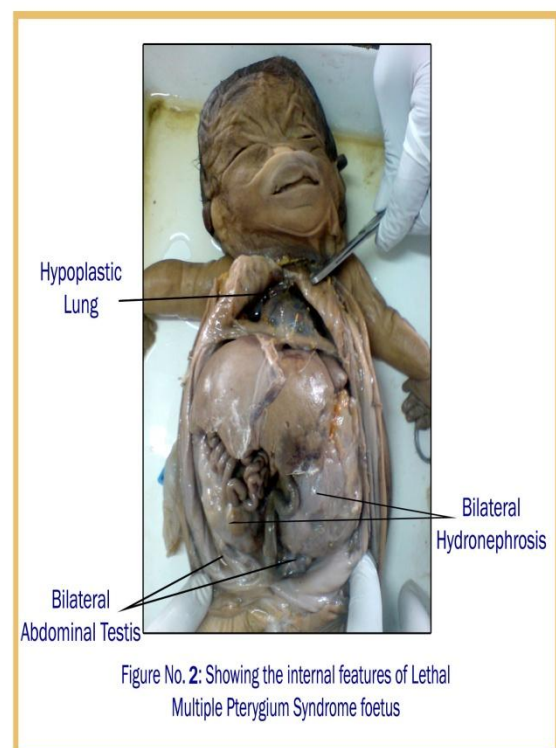 Hypoplastic
Lung
Bilateral
Hydronephrosis
Bilateral
Abdominal Testis
Figure No. 2: Showing the internal features of Lethal
Multiple Pterygium Syndrome foetus